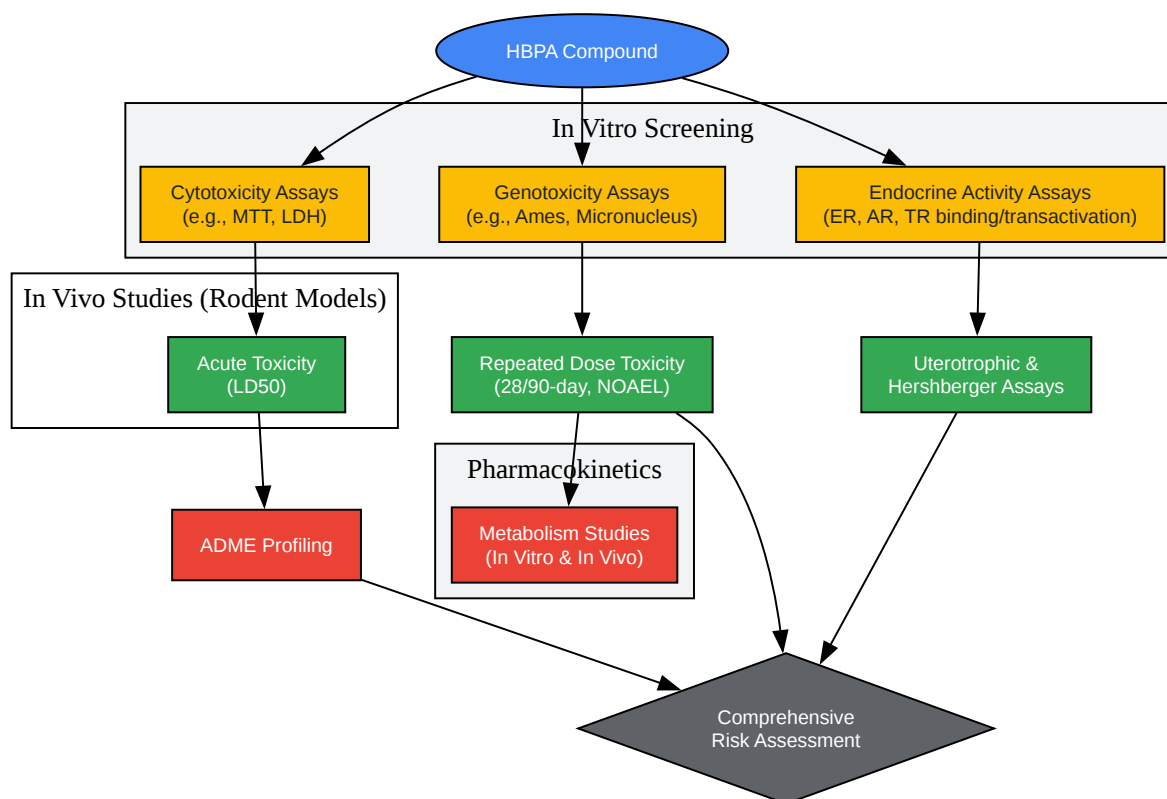 HBPA Compound
In Vitro Screening
Cytotoxicity Assays
(e.g., MTT, LDH)
Genotoxicity Assays
(e.g., Ames, Micronucleus)
Endocrine Activity Assays
(ER, AR, TR binding/transactivation)
In Vivo Studies (Rodent Models)
Acute Toxicity
(LD50)
Repeated Dose Toxicity
(28/90-day, NOAEL)
Uterotrophic &
Hershberger Assays
Pharmacokinetics
ADME Profiling
Metabolism Studies
(In Vitro & In Vivo)
Comprehensive
Risk Assessment